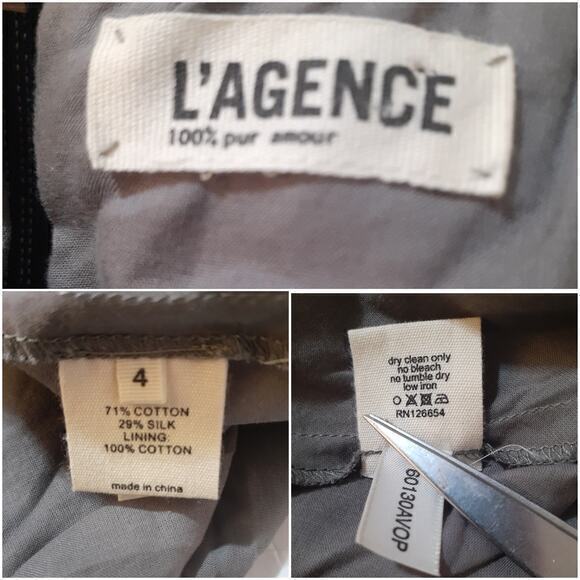 L'AGENCE
100% pur amour
4
71% COTTON
29% SILK
LINING:
100% COTTON
made in china
dry clean only
no bleach
no tumble dry
low iron
RN126654
60130AVOP